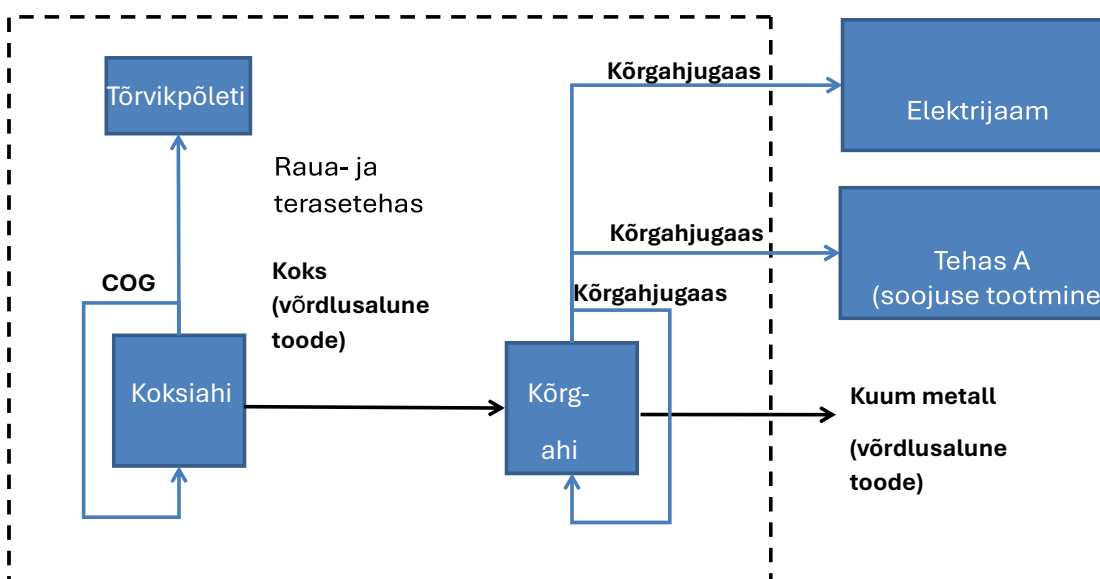 Tõrvikpõleti
Raua- ja
terasetehas
COG
Koks
(võrdlusalune
toode)
Koksiahi
Kõrgahjugaas
Elektrijaam
Kõrgahjugaas
Tehas A
(soojuse tootmine
Kõrgahjugaas
Kõrg-
ahi
Kuum metall
(võrdlusalune
toode)